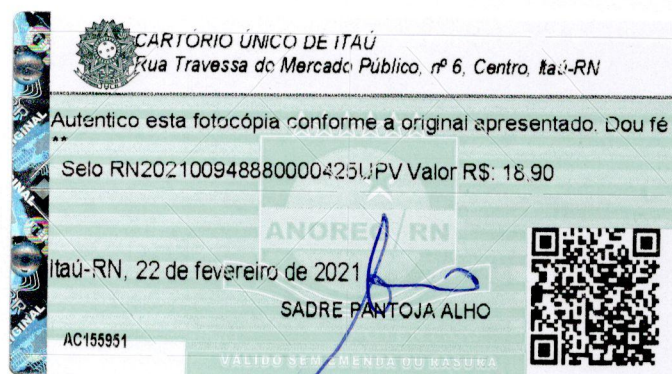 CARTÓRIO ÚNICO DE ITAÚ
Rua Travessa do Mercado Público, nº 6, Centro, Itaú-RN
Autentico esta fotocópia conforme a original apresentado. Dou fé
**
Selo RN202100948880000425UPV Valor R$: 18,90
ANOREG/RN
Itaú-RN, 22 de fevereiro de 2021
SADRE PANTOJA ALHO
AC155951
VÁLIDO SEM EMENDA OU RASURA